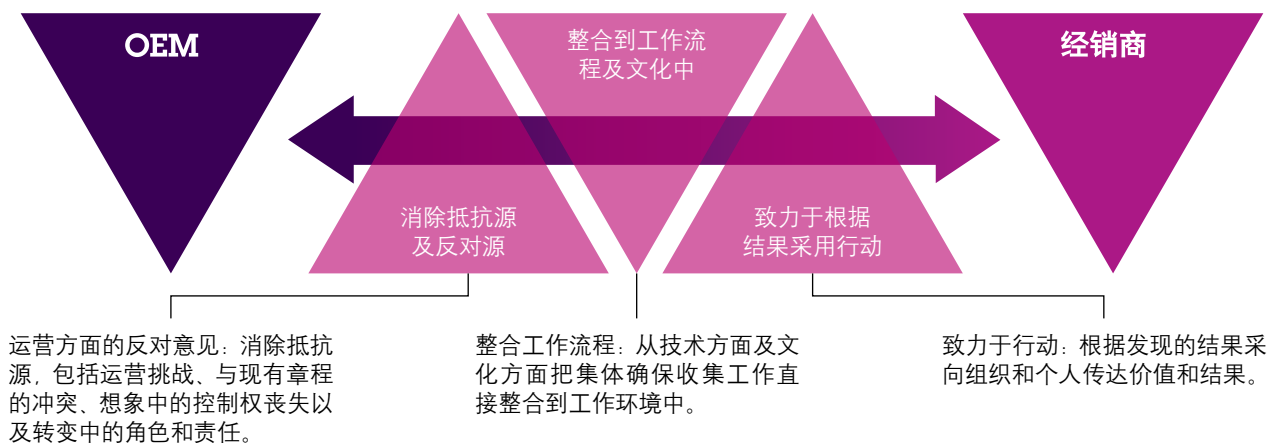 OEM
整合到工作流
程及文化中
经销商
消除抵抗源
及反对源
致力于根据
结果采用行动
运营方面的反对意见：消除抵抗
源，包括运营挑战、与现有章程
的冲突、想象中的控制权丧失以
及转变中的角色和责任。
整合工作流程：从技术方面及文
化方面把集体确保收集工作直
接整合到工作环境中。
致力于行动：根据发现的结果采
向组织和个人传达价值和结果。